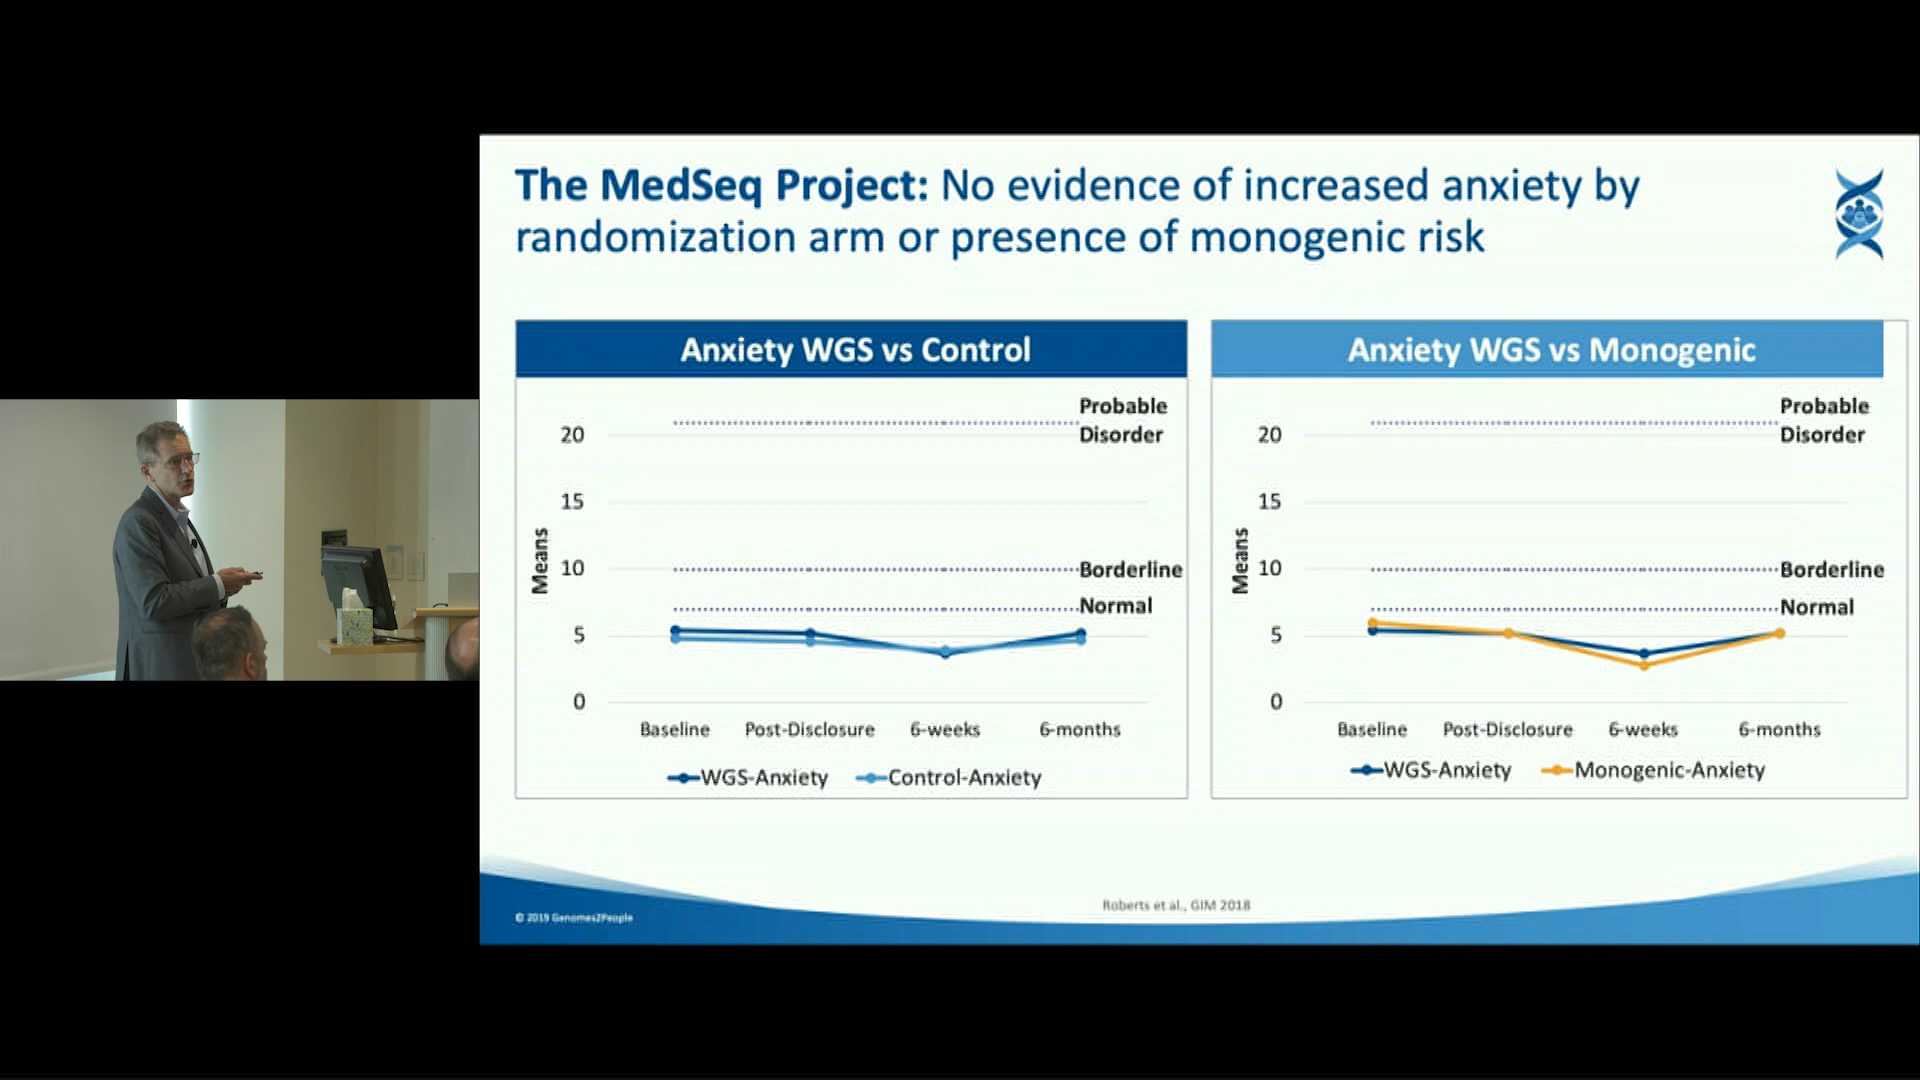 The MedSeq Project: No evidence of increased anxiety by
randomization arm or presence of monogenic risk
Anxiety WGS vs Control
Probable
Disorder
20
15
Means
10
Borderline
Normal
5
0
Baseline
Post-Disclosure
6-weeks
6-months
WGS-Anxiety
Control-Anxiety
Anxiety WGS vs Monogenic
Probable
Disorder
20
15
Means
10
Borderline
Normal
5
0
Baseline
Post-Disclosure
6-weeks
6-months
WGS-Anxiety
Monogenic-Anxiety
Roberts et al., GIM 2018
© 2019 Genomes2People